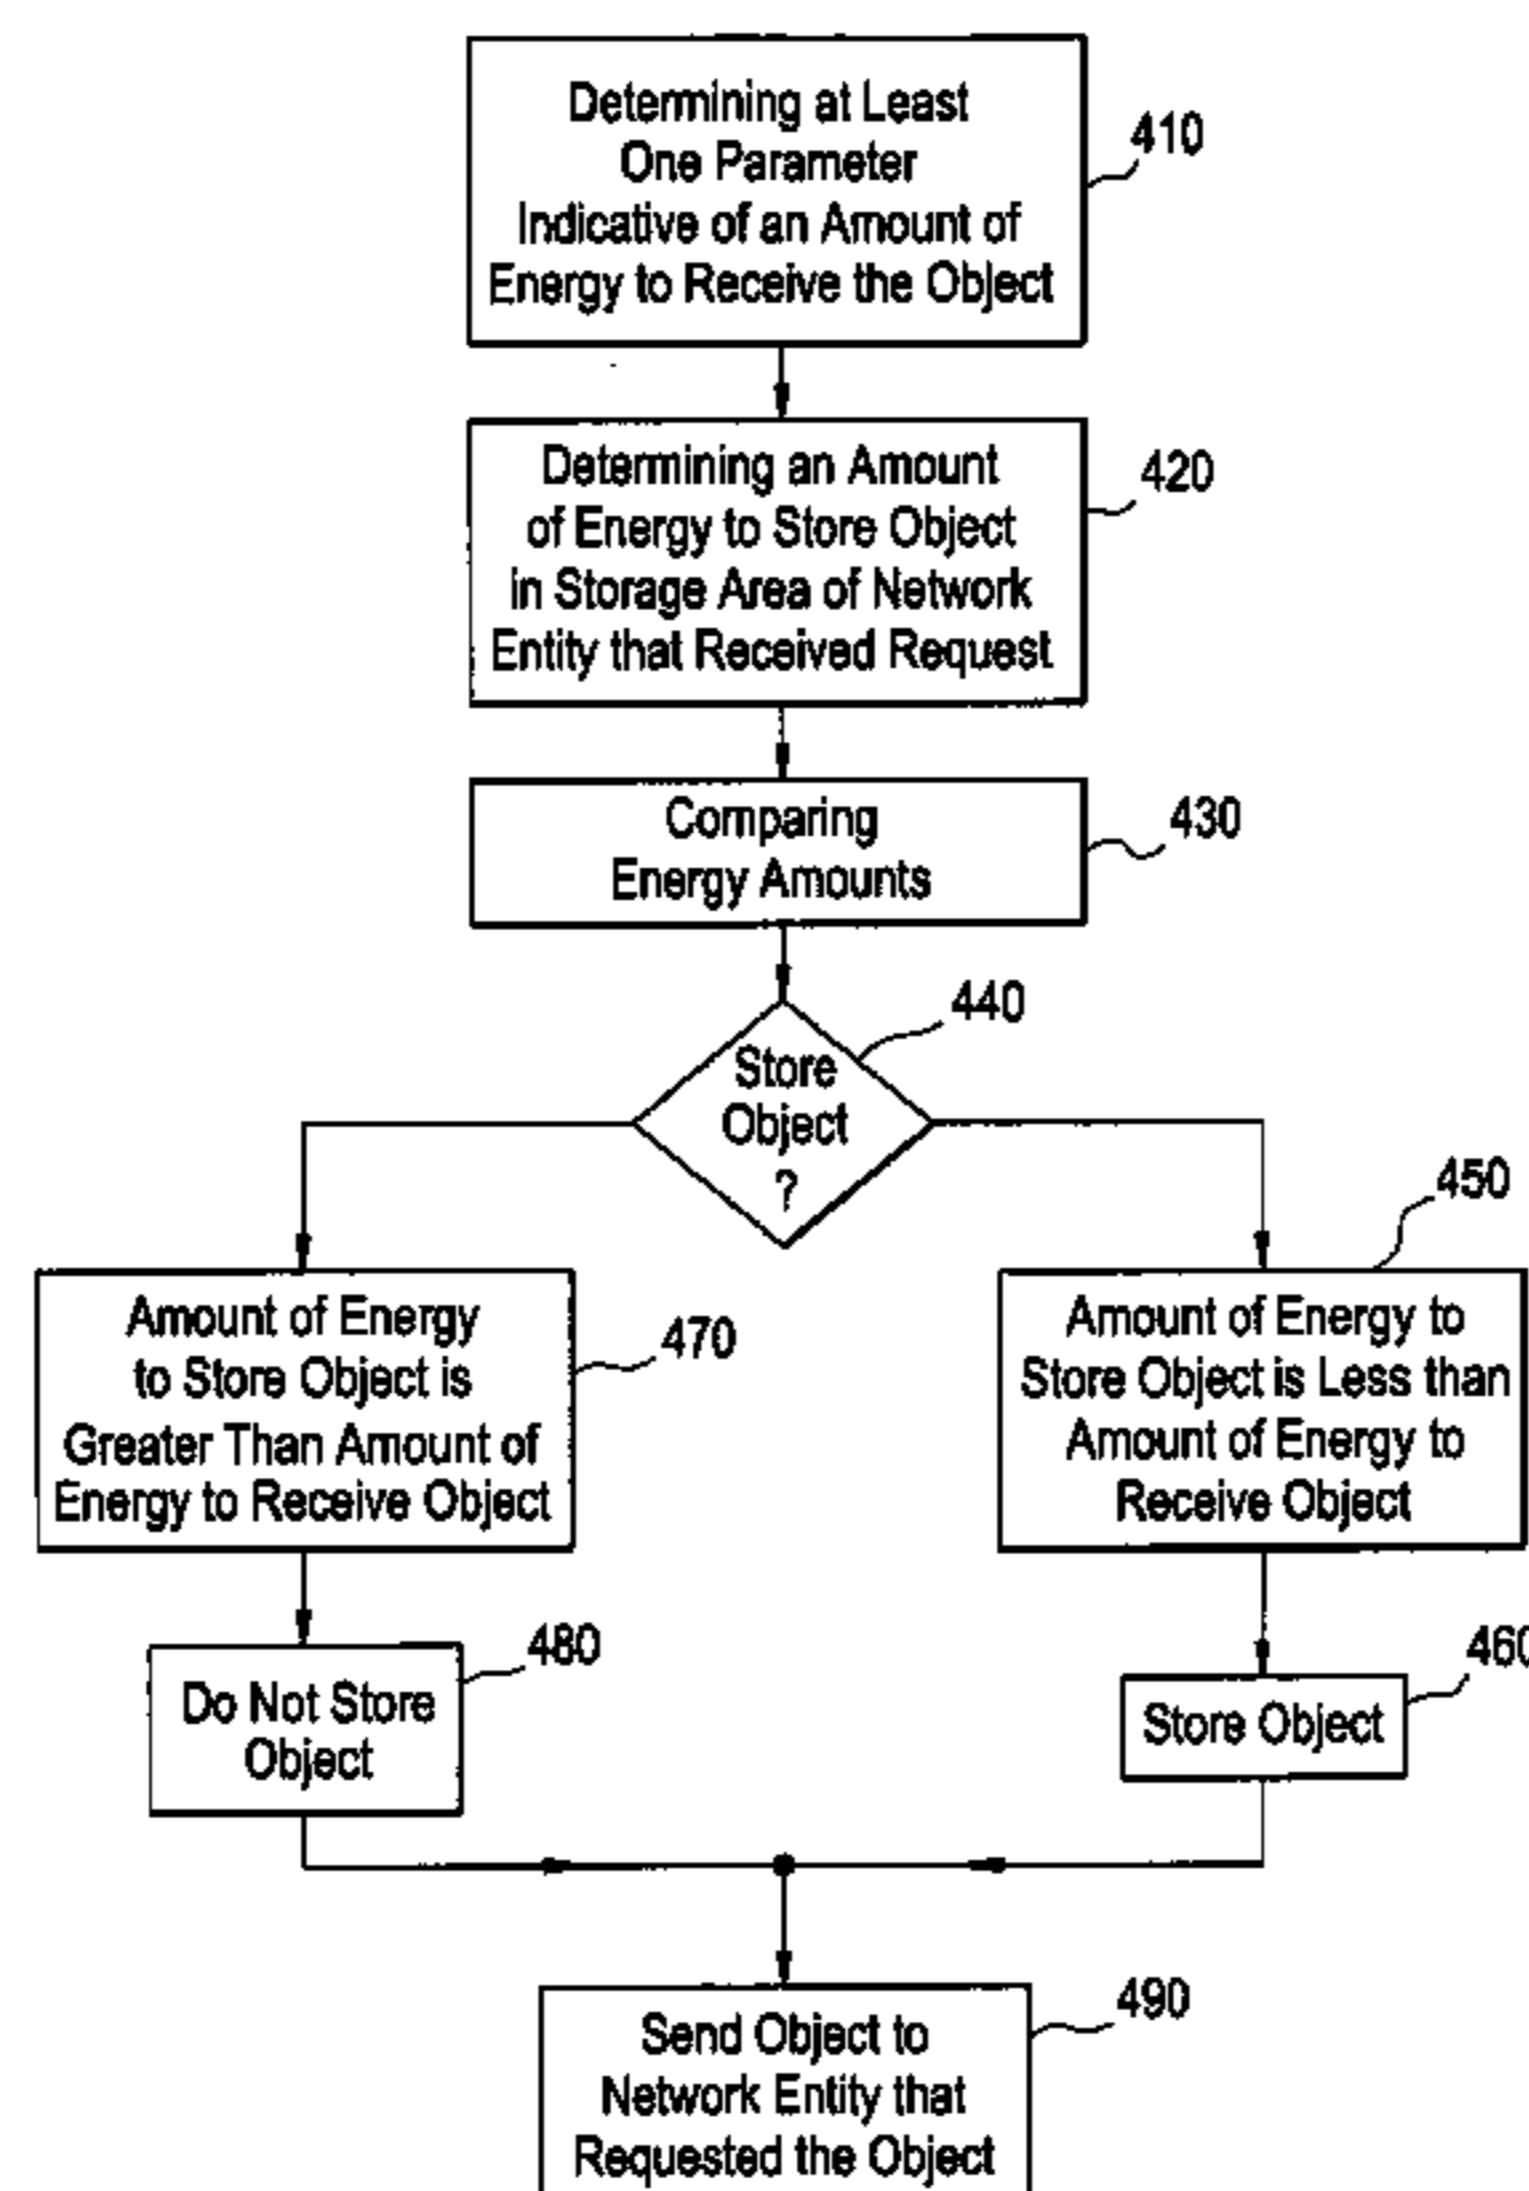 Determining at Least
One Parameter
Indicative of an Amount of
Energy to Receive the Object
410
Determining an Amount
of Energy to Store Object
in Storage Area of Network
Entity that Received Request
420
Comparing
Energy Amounts
430
440
Store
Object
?
450
Amount of Energy
to Store Object is
Greater Than Amount of
Energy to Receive Object
470
Amount of Energy to
Store Object is Less than
Amount of Energy to
Receive Object
480
Do Not Store
Object
460
Store Object
490
Send Object to
Network Entity that
Requested the Object